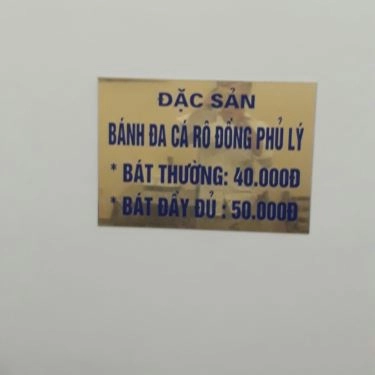 ĐẶC SẢN
BÁNH ĐA CÁ RÔ ĐỒNG PHỦ LÝ
* BÁT THƯỜNG: 40.000Đ
* BÁT ĐẦY ĐỦ : 50.000Đ